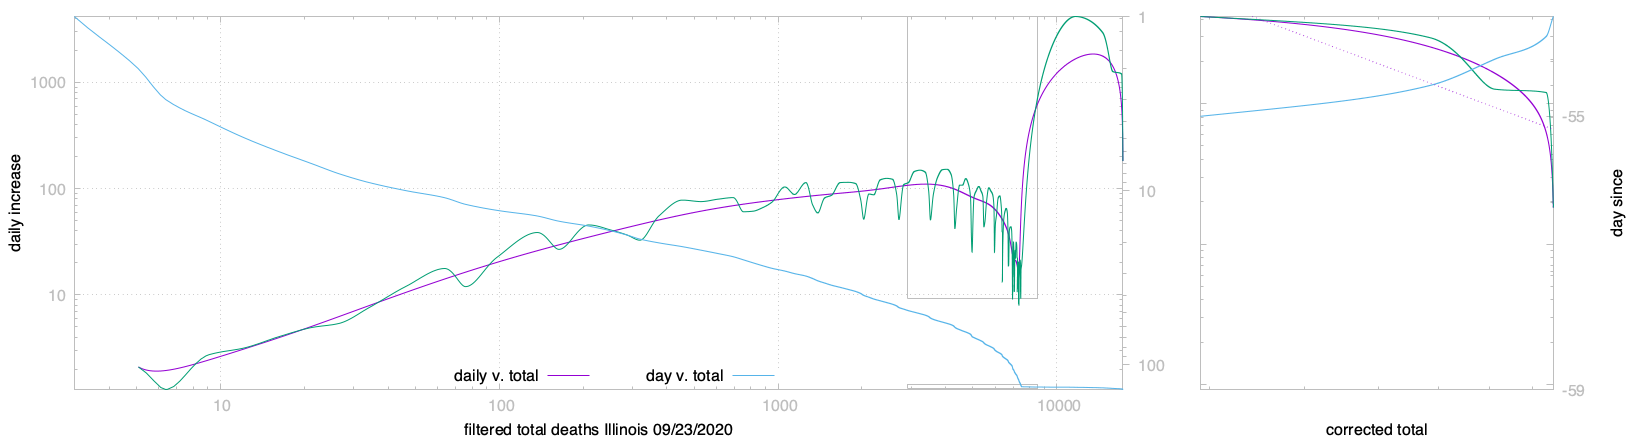 1000
100
10
daily increase
1
10
100
daily v. total
day v. total
10
100
1000
10000
filtered total deaths Illinois 09/23/2020
-55
-59
day since
corrected total